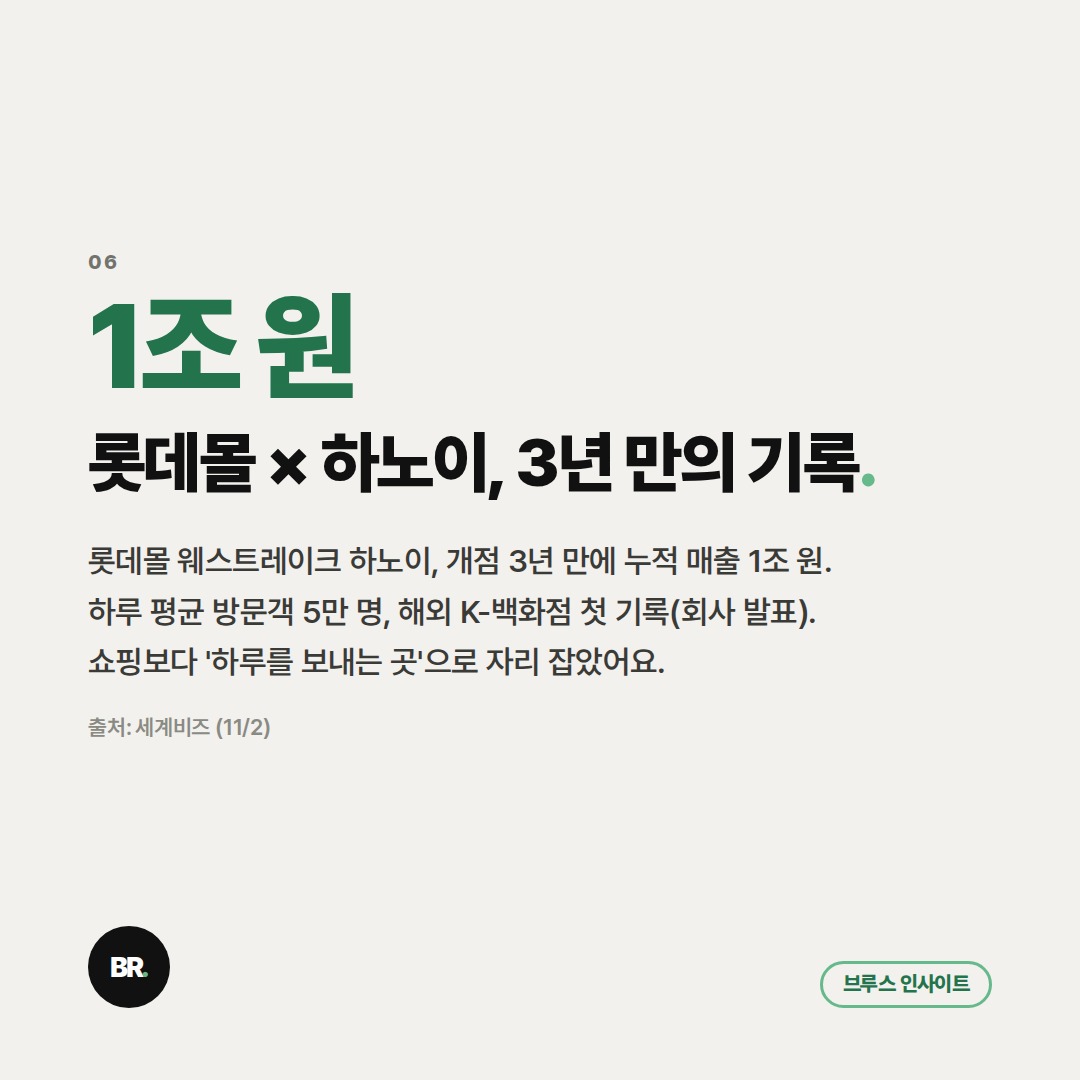 06
1조 원
롯데몰 × 하노이, 3년 만의 기록.
롯데몰 웨스트레이크 하노이, 개점 3년 만에 누적 매출 1조 원.
하루 평균 방문객 5만 명, 해외 K-백화점 첫 기록(회사 발표).
쇼핑보다 '하루를 보내는 곳'으로 자리 잡았어요.
출처: 세계비즈 (11/2)
BR.
브루스 인사이트